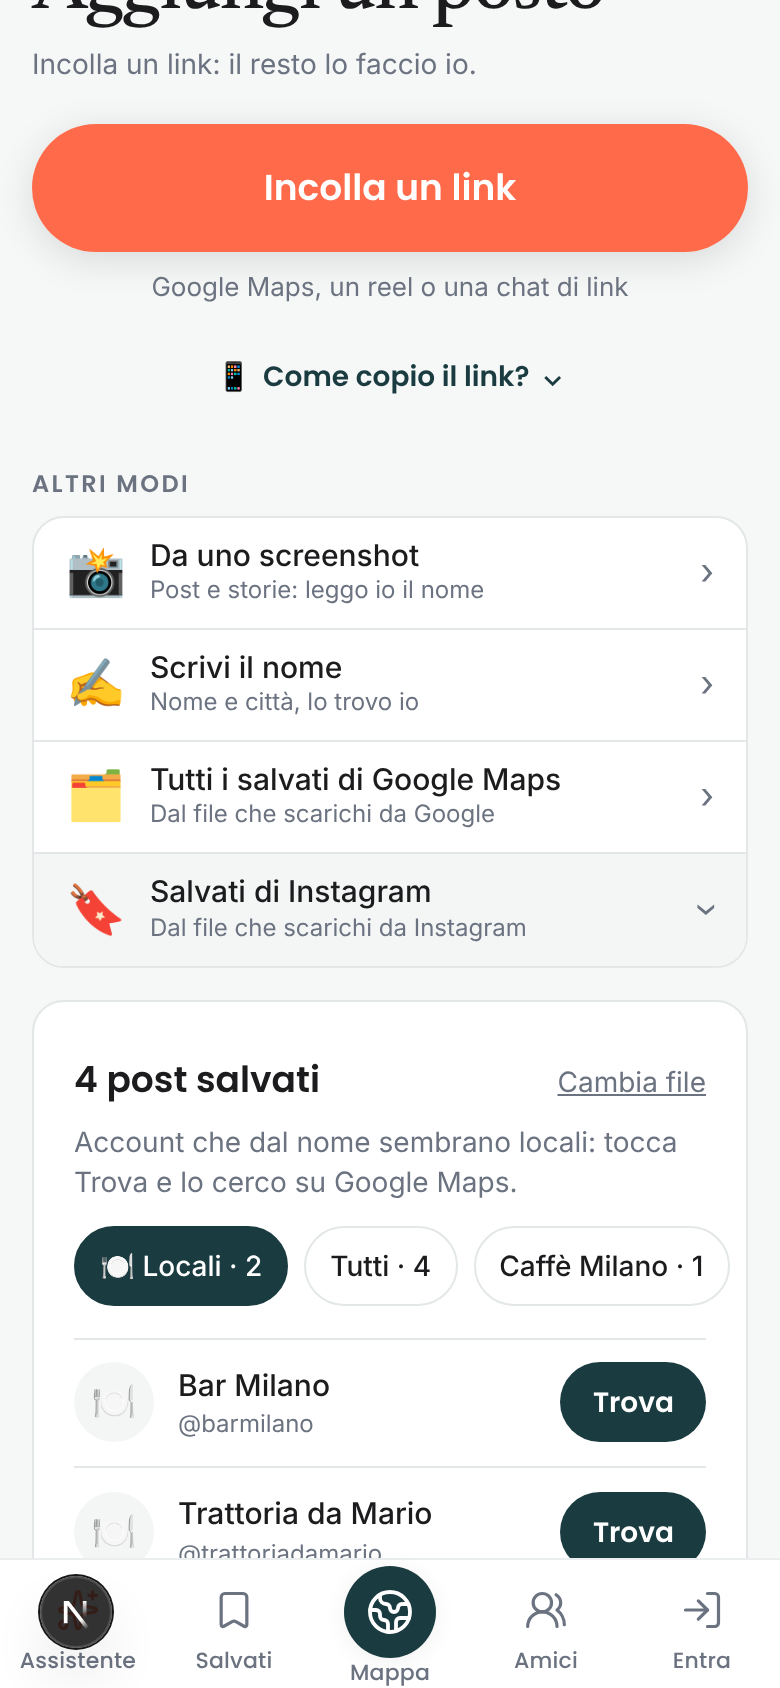 Aggiungi un posto
Incolla un link: il resto lo faccio io.
Incolla un link
Google Maps, un reel o una chat di link
Come copio il link?
ALTRI MODI
Da uno screenshot
Post e storie: leggo io il nome
Scrivi il nome
Nome e città, lo trovo io
Tutti i salvati di Google Maps
Dal file che scarichi da Google
Salvati di Instagram
Dal file che scarichi da Instagram
4 post salvati
Cambia file
Account che dal nome sembrano locali: tocca
Trova e lo cerco su Google Maps.
Locali · 2
Tutti · 4
Caffè Milano · 1
Bar Milano
@barmilano
Trova
Trattoria da Mario
@trattoriadamario
Trova
N
Assistente
Salvati
Mappa
Amici
Entra